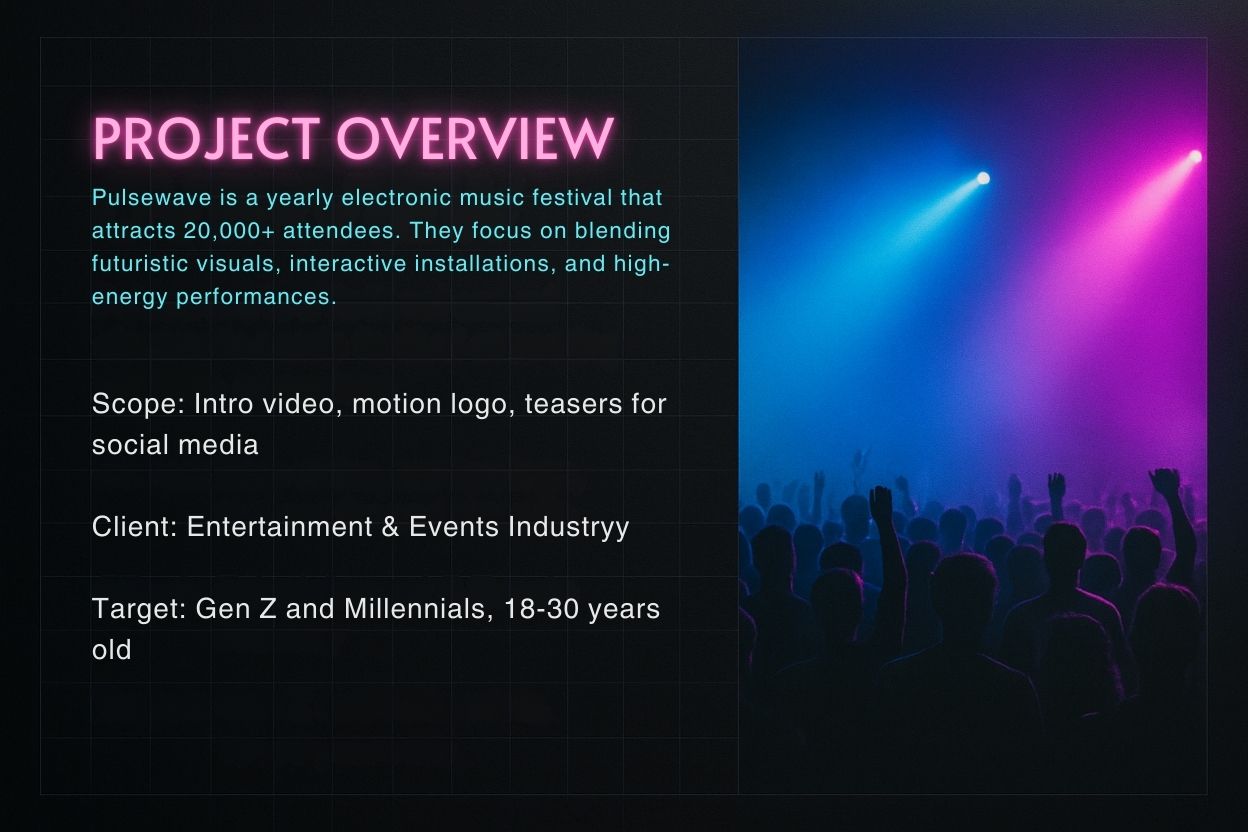 PROJECT OVERVIEW
Pulsewave is a yearly electronic music festival that
attracts 20,000+ attendees. They focus on blending
futuristic visuals, interactive installations, and high-
energy performances.
Scope: Intro video, motion logo, teasers for
social media
Client: Entertainment & Events Industryy
Target: Gen Z and Millennials, 18-30 years
old